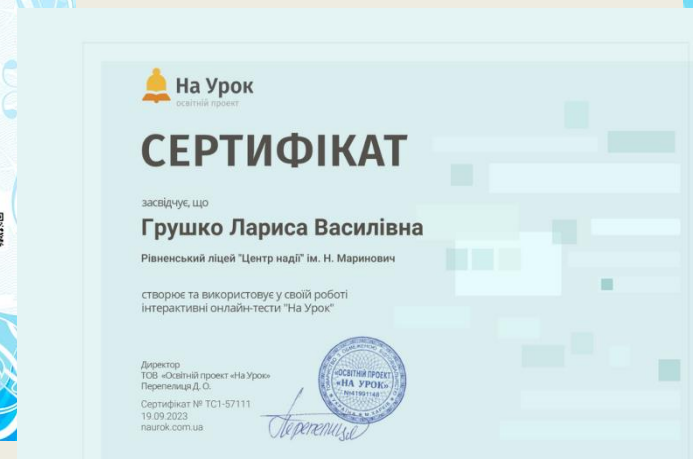 На Урок
освітній проект
СЕРТИФІКАТ
засвідчує, що
Грушко Лариса Василівна
Рівненський ліцей "Центр надії" ім. Н. Маринович
створює та використовує у своїй роботі
інтерактивні онлайн-тести "На Урок"
Директор
ТОВ «Освітній проект «На Урок»
Перепелиця Д. О.
Сертифікат № ТС1-57111
19.09.2023
naurok.com.ua
«ОСВІТНІЙ ПРОЕКТ
«НА УРОК»